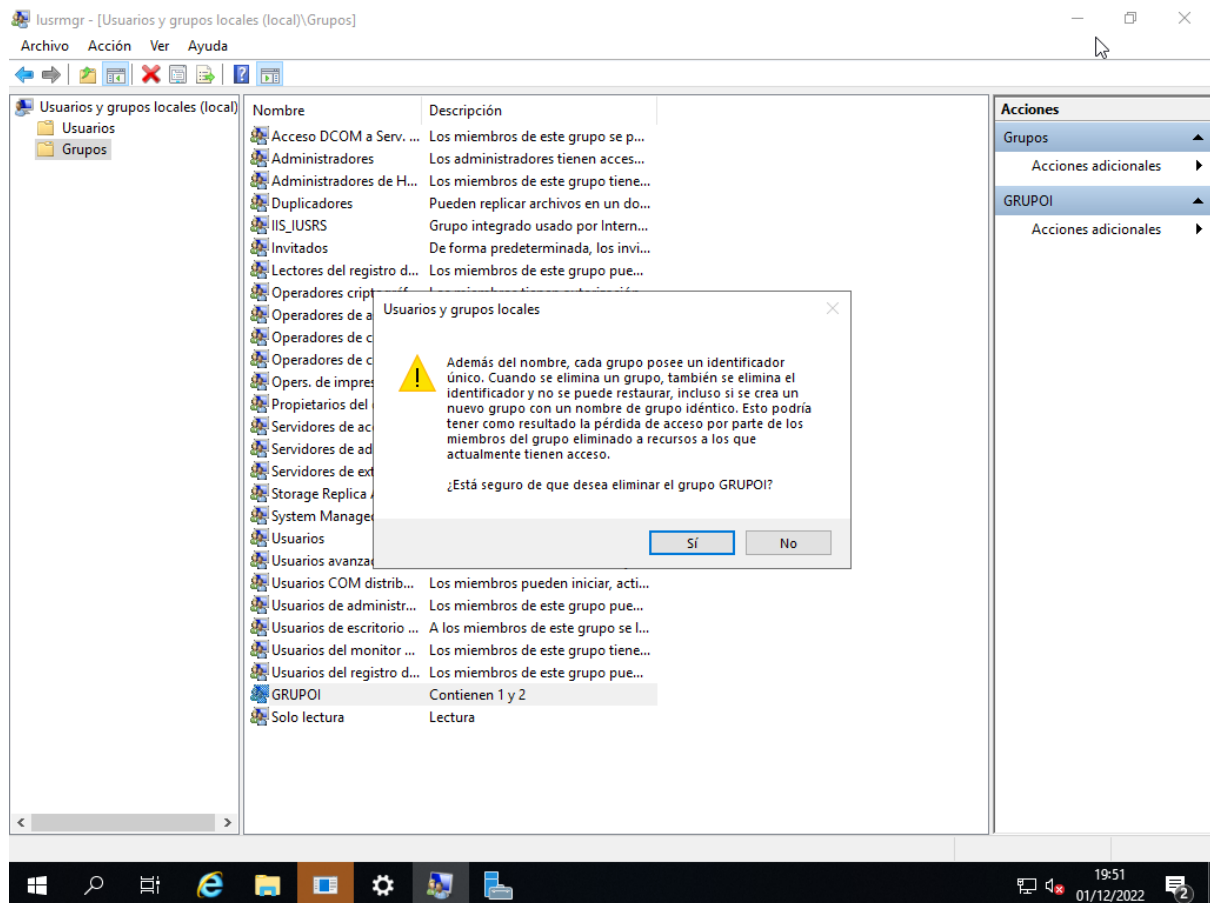 lusrmgr - [Usuarios y grupos locales (local)\Grupos]
Archivo Acción Ver Ayuda
Usuarios y grupos locales (local)
Usuarios
Grupos
Nombre Descripción
Acceso DCOM a Serv. ... Los miembros de este grupo se p...
Administradores Los administradores tienen acces...
Administradores de H... Los miembros de este grupo tiene...
Duplicadores Pueden replicar archivos en un do...
IIS_IUSRS Grupo integrado usado por Intern...
Invitados De forma predeterminada, los invi...
Lectores del registro d... Los miembros de este grupo pue...
Operadores cript
Operadores de a
Operadores de c
Operadores de c
Opers. de impres
Propietarios del
Servidores de ac
Servidores de ad
Servidores de ext
Storage Replica
System Manage
Usuarios
Usuarios avanza
Usuarios COM distrib... Los miembros pueden iniciar, acti...
Usuarios de administr... Los miembros de este grupo pue...
Usuarios de escritorio ... A los miembros de este grupo se l...
Usuarios del monitor ... Los miembros de este grupo tiene...
Usuarios del registro d... Los miembros de este grupo pue...
GRUPOI Contienen 1 y 2
Solo lectura Lectura
Usuarios y grupos locales
Además del nombre, cada grupo posee un identificador
único. Cuando se elimina un grupo, también se elimina el
identificador y no se puede restaurar, incluso si se crea un
nuevo grupo con un nombre de grupo idéntico. Esto podría
tener como resultado la pérdida de acceso por parte de los
miembros del grupo eliminado a recursos a los que
actualmente tienen acceso.
¿Está seguro de que desea eliminar el grupo GRUPOI?
Sí No
Acciones
Grupos
Acciones adicionales
GRUPOI
Acciones adicionales
19:51
01/12/2022
2